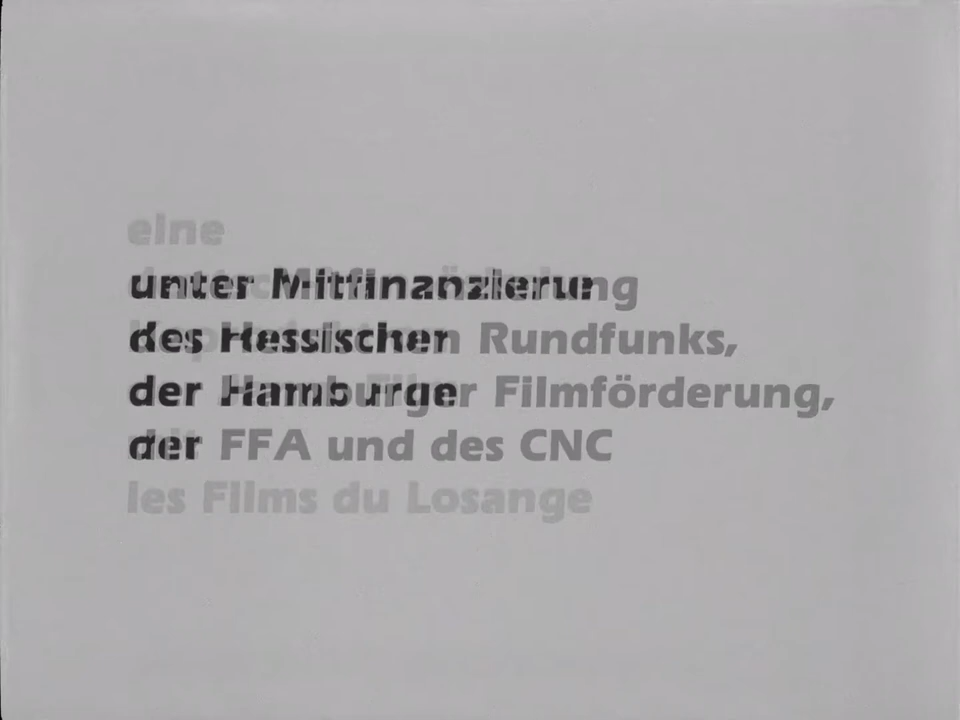 eine
unter Mitfinanzierung
des Hessischen Rundfunks,
der Hamburger Filmförderung,
der FFA und des CNC
les Films du Losange